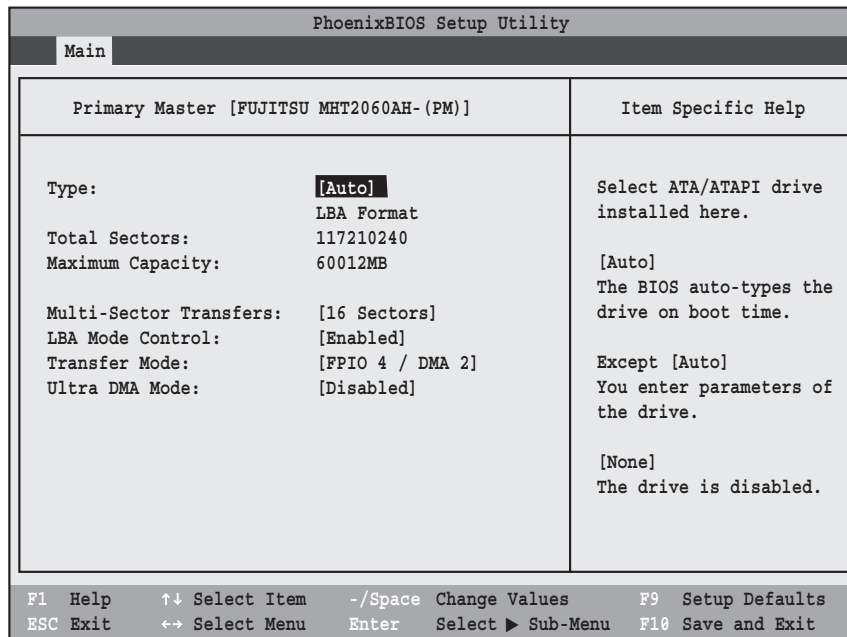 PhoenixBIOS Setup Utility
Main
Primary Master [FUJITSU MHT2060AH-(PM)]
Type: [Auto]
LBA Format
Total Sectors: 117210240
Maximum Capacity: 60012MB
Multi-Sector Transfers: [16 Sectors]
LBA Mode Control: [Enabled]
Transfer Mode: [FPIO 4 / DMA 2]
Ultra DMA Mode: [Disabled]
Item Specific Help
Select ATA/ATAPI drive
installed here.
[Auto]
The BIOS auto-types the
drive on boot time.
Except [Auto]
You enter parameters of
the drive.
[None]
The drive is disabled.
F1 Help ↑↓ Select Item -/Space Change Values F9 Setup Defaults
ESC Exit ←→ Select Menu Enter Select ▶ Sub-Menu F10 Save and Exit